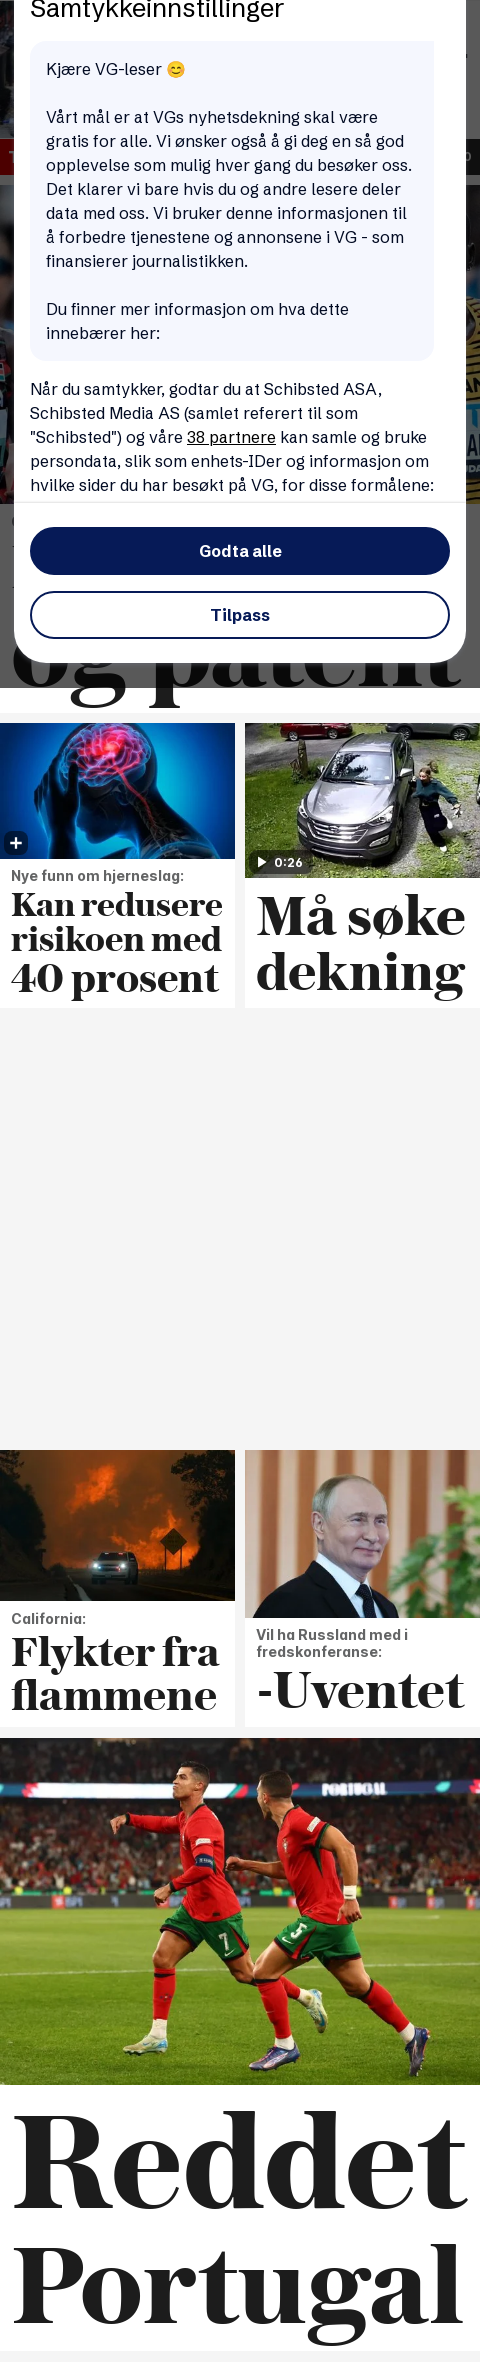 Samtykkeinnstillinger
Kjære VG-leser 😊
Vårt mål er at VGs nyhetsdekning skal være
gratis for alle. Vi ønsker også å gi deg en så god
opplevelse som mulig hver gang du besøker oss.
Det klarer vi bare hvis du og andre lesere deler
data med oss. Vi bruker denne informasjonen til
å forbedre tjenestene og annonsene i VG - som
finansierer journalistikken.
Du finner mer informasjon om hva dette
innebærer her:
Når du samtykker, godtar du at Schibsted ASA,
Schibsted Media AS (samlet referert til som
"Schibsted") og våre 38 partnere kan samle og bruke
persondata, slik som enhets-IDer og informasjon om
hvilke sider du har besøkt på VG, for disse formålene:
Godta alle
Tilpass
og patent
0:26
Nye funn om hjerneslag:
Kan redusere
risikoen med
40 prosent
Må søke
dekning
California:
Flykter fra
flammene
Vil ha Russland med i
fredskonferanse:
-Uventet
PORTUGAL
7
5
Reddet
Portugal